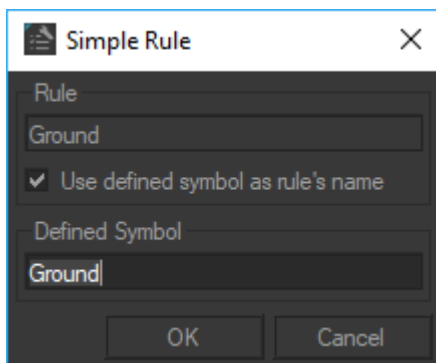 Simple Rule
Rule
Ground
Use defined symbol as rule's name
Defined Symbol
Ground
OK Cancel